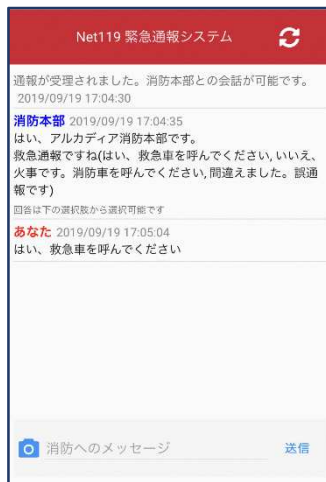 Net119 緊急通報システム
通報が受理されました。消防本部との会話が可能です。
2019/09/19 17:04:30
消防本部 2019/09/19 17:04:35
はい、アルカディア消防本部です。
救急通報ですね(はい、救急車を呼んでください, いいえ、
火事です。消防車を呼んでください, 間違えました。誤通
報です)
回答は下の選択肢から選択可能です
あなた 2019/09/19 17:05:04
はい、救急車を呼んでください
消防へのメッセージ
送信